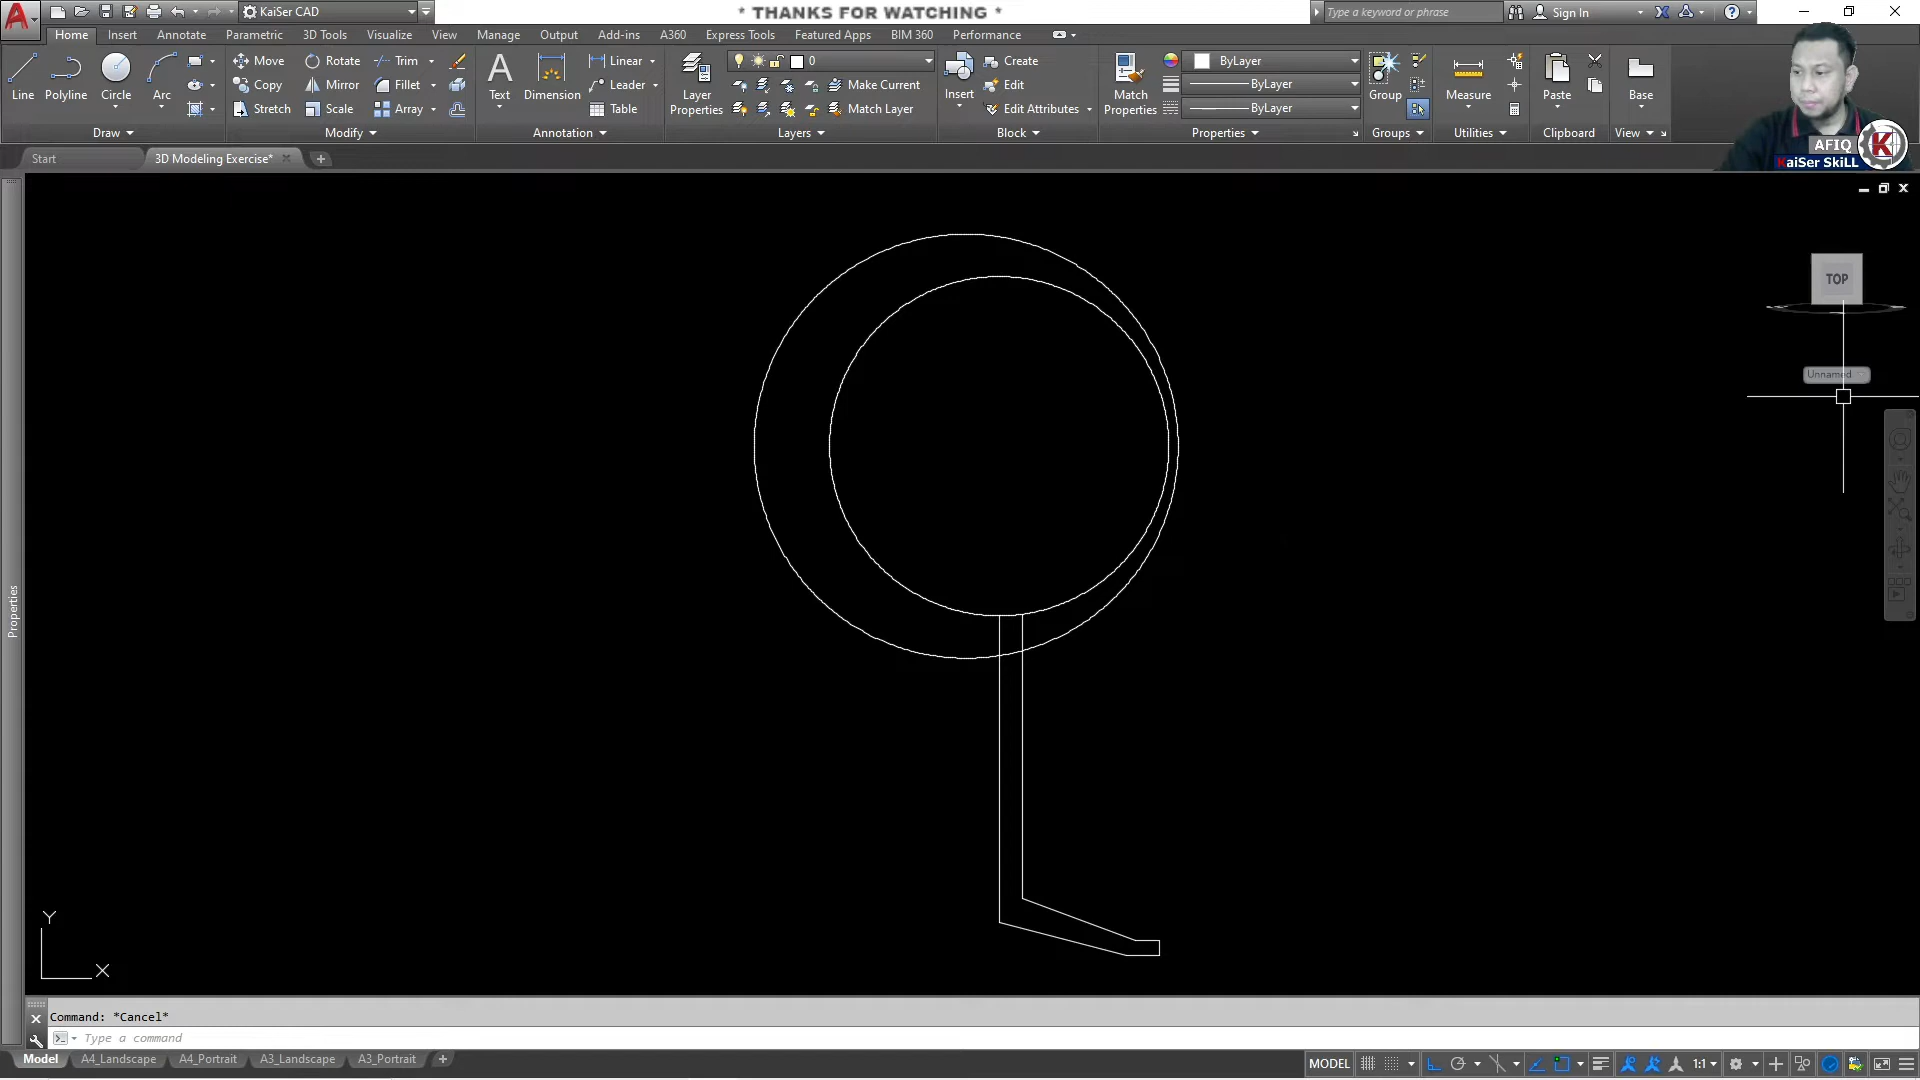 KaiSer CAD
* THANKS FOR WATCHING *
Type a keyword or phrase
Sign In
Home Insert Annotate Parametric 3D Tools Visualize View Manage Output Add-ins A360 Express Tools Featured Apps BIM 360 Performance
Line Polyline Circle Arc
Draw
Move Rotate Trim
Copy Mirror Fillet
Stretch Scale Array
Modify
Text Dimension
Linear
Leader
Table
Annotation
Layer Properties
0
Make Current
Match Layer
Layers
Insert
Create
Edit
Edit Attributes
Block
Match Properties
ByLayer
ByLayer
ByLayer
Properties
Group
Groups
Measure
Utilities
Paste
Clipboard
Base
View
AFIQ
KaiSer SkiLL
K
Start
3D Modeling Exercise*
TOP
Unnamed
Properties
Y
X
Command: *Cancel*
Type a command
Model A4_Landscape A4_Portrait A3_Landscape A3_Portrait
MODEL
1:1